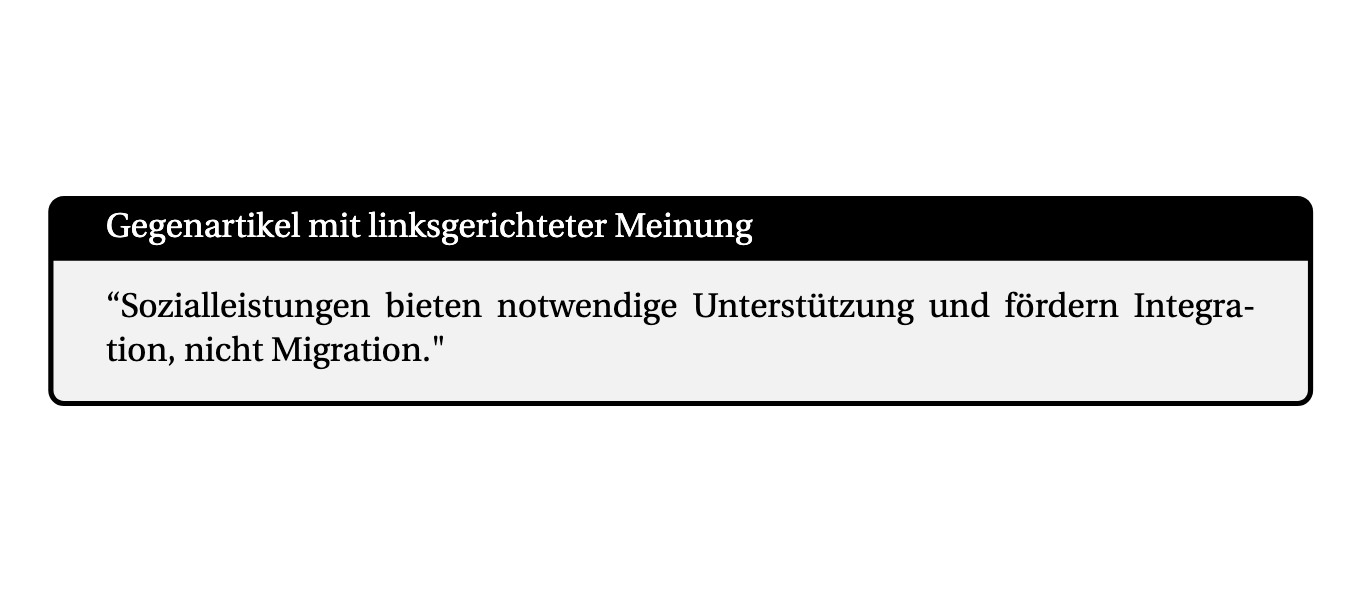 Gegenartikel mit linksgerichteter Meinung
“Sozialleistungen bieten notwendige Unterstützung und fördern Integra-
tion, nicht Migration."